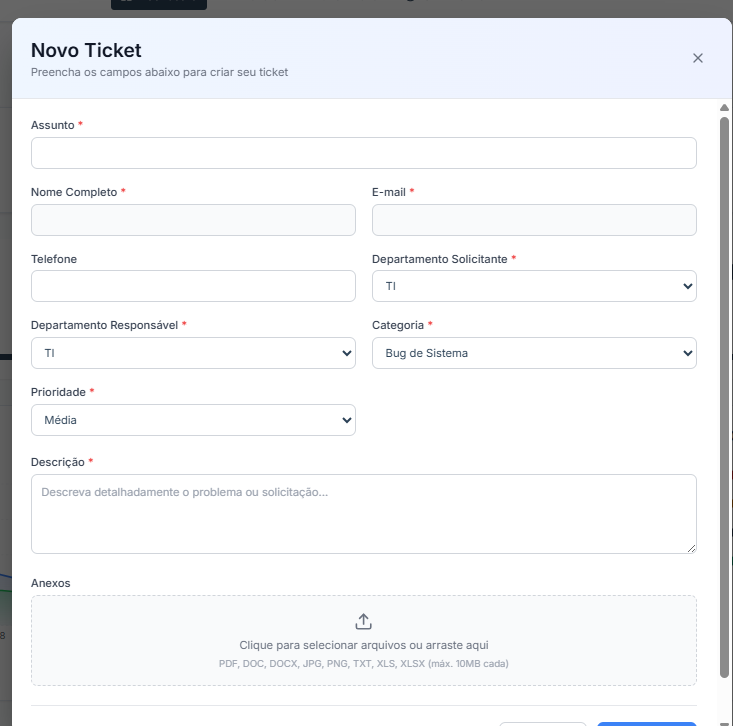 Novo Ticket
Preencha os campos abaixo para criar seu ticket
Assunto *
Nome Completo *
E-mail *
Telefone
Departamento Solicitante *
TI
Departamento Responsável *
TI
Categoria *
Bug de Sistema
Prioridade *
Média
Descrição *
Descreva detalhadamente o problema ou solicitação...
Anexos
Clique para selecionar arquivos ou arraste aqui
PDF, DOC, DOCX, JPG, PNG, TXT, XLS, XLSX (máx. 10MB cada)
8